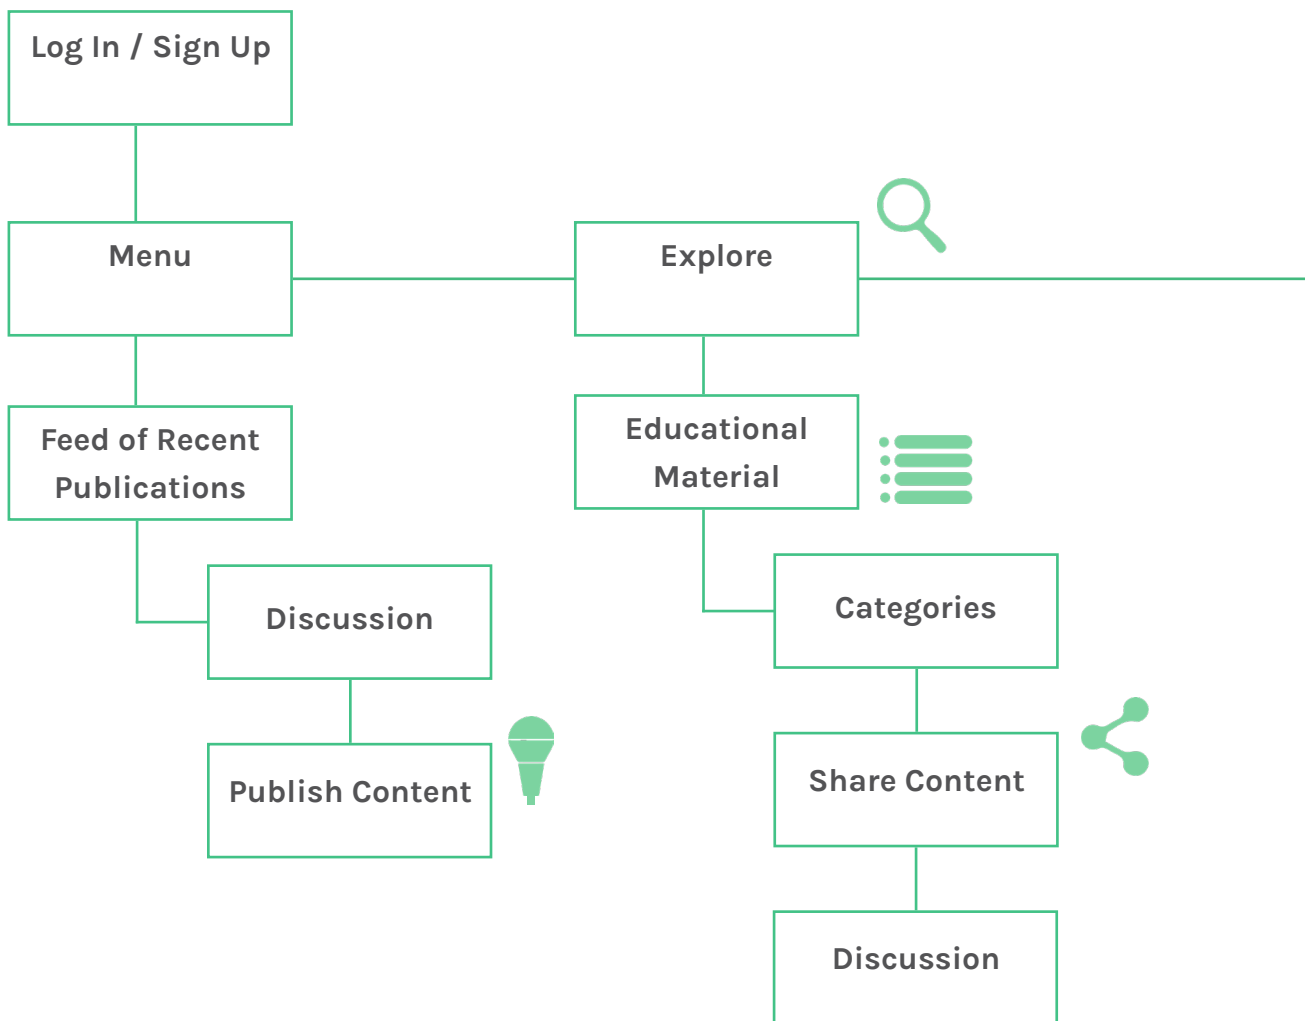 Log In / Sign Up
Menu
Explore
Feed of Recent
Publications
Educational
Material
Discussion
Categories
Publish Content
Share Content
Discussion